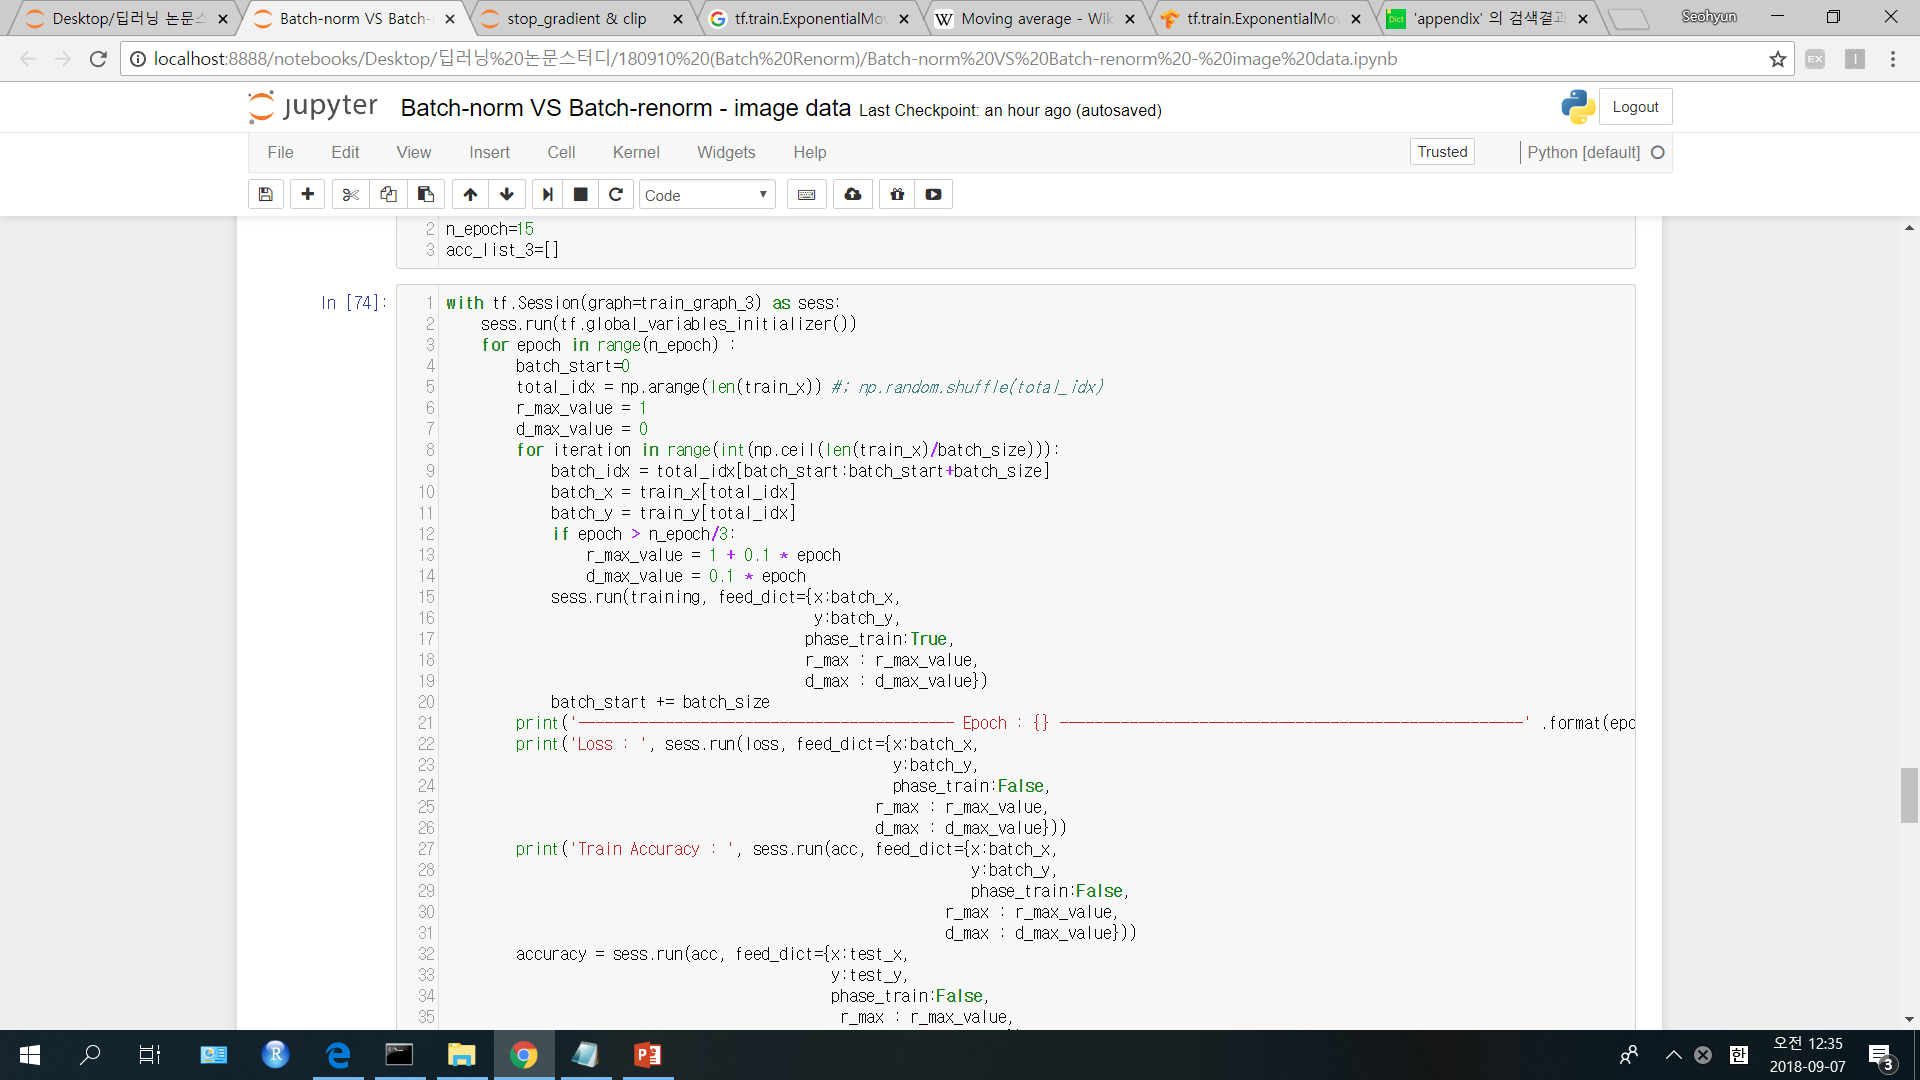 Desktop/딥러닝 논문스
Batch-norm VS Batch-
stop_gradient & clip
tf.train.ExponentialMov
Moving average - Wik
tf.train.ExponentialMov
'appendix' 의 검색결과
Seohyun
localhost:8888/notebooks/Desktop/딥러닝%20논문스터디/180910%20(Batch%20Renorm)/Batch-norm%20VS%20Batch-renorm%20-%20image%20data.ipynb
jupyter Batch-norm VS Batch-renorm - image data Last Checkpoint: an hour ago (autosaved)
Logout
File Edit View Insert Cell Kernel Widgets Help
Trusted
Python [default]
Code
2 n_epoch=15
3 acc_list_3=[]
In [74]:
1 with tf.Session(graph=train_graph_3) as sess:
2     sess.run(tf.global_variables_initializer())
3     for epoch in range(n_epoch) :
4         batch_start=0
5         total_idx = np.arange(len(train_x)) #; np.random.shuffle(total_idx)
6         r_max_value = 1
7         d_max_value = 0
8         for iteration in range(int(np.ceil(len(train_x)/batch_size))):
9             batch_idx = total_idx[batch_start:batch_start+batch_size]
10             batch_x = train_x[total_idx]
11             batch_y = train_y[total_idx]
12             if epoch > n_epoch/3:
13                 r_max_value = 1 + 0.1 * epoch
14                 d_max_value = 0.1 * epoch
15             sess.run(training, feed_dict={x:batch_x,
16                                           y:batch_y,
17                                          phase_train:True,
18                                          r_max : r_max_value,
19                                          d_max : d_max_value})
20             batch_start += batch_size
21         print('------------------------------------------- Epoch : {} -----------------------------------------------------' .format(epo
22         print('Loss : ', sess.run(loss, feed_dict={x:batch_x,
23                                                    y:batch_y,
24                                                    phase_train:False,
25                                                  r_max : r_max_value,
26                                                  d_max : d_max_value}))
27         print('Train Accuracy : ', sess.run(acc, feed_dict={x:batch_x,
28                                                             y:batch_y,
29                                                             phase_train:False,
30                                                          r_max : r_max_value,
31                                                          d_max : d_max_value}))
32         accuracy = sess.run(acc, feed_dict={x:test_x,
33                                             y:test_y,
34                                             phase_train:False,
35                                              r_max : r_max_value,
한
오전 12:35
2018-09-07
3